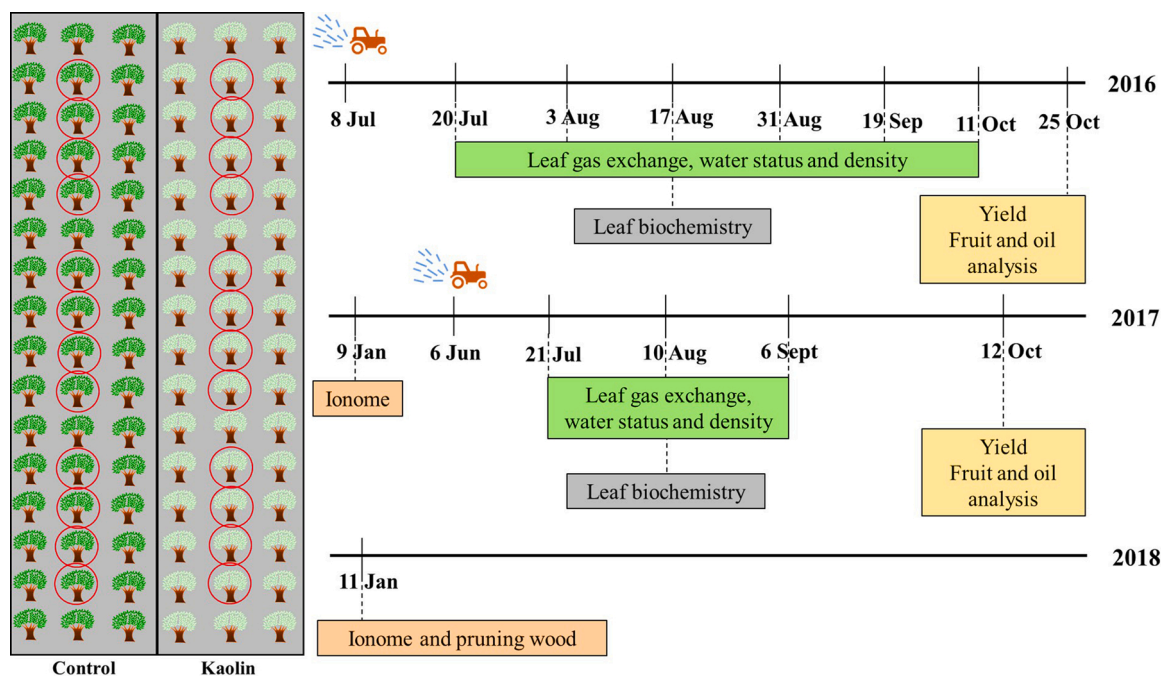 2016
8 Jul
20 Jul
3 Aug
17 Aug
31 Aug
19 Sep
11 Oct
25 Oct
Leaf gas exchange, water status and density
Leaf biochemistry
Yield
Fruit and oil
analysis
2017
9 Jan
6 Jun
21 Jul
10 Aug
6 Sept
12 Oct
Ionome
Leaf gas exchange,
water status and density
Leaf biochemistry
Yield
Fruit and oil
analysis
2018
11 Jan
Ionome and pruning wood
Control
Kaolin